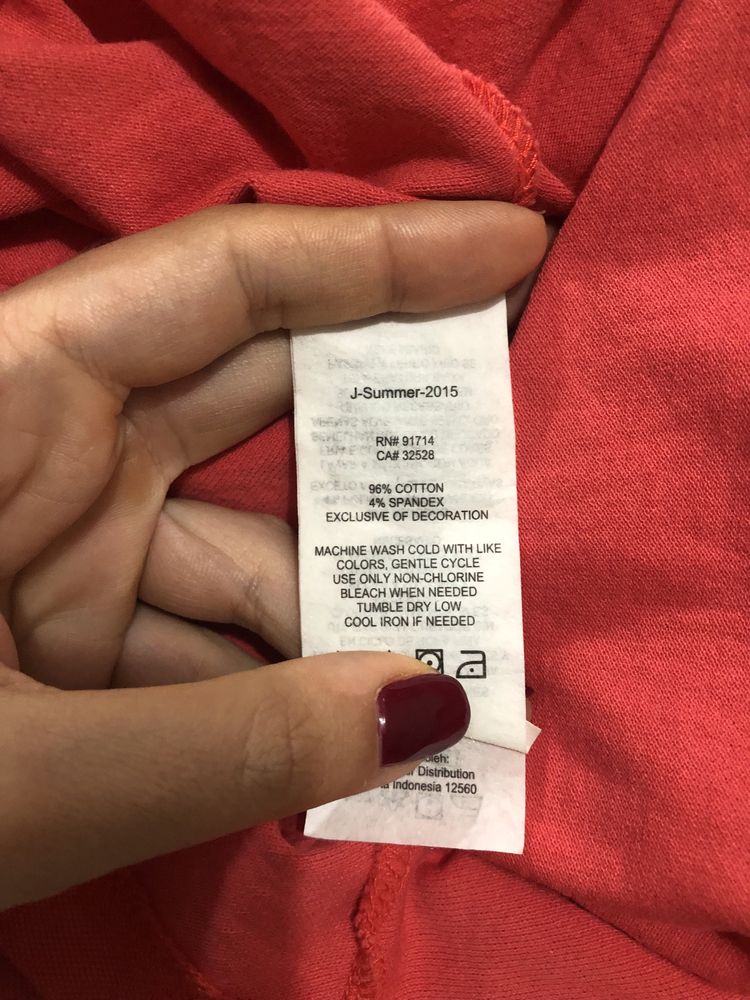 J-Summer-2015
RN# 91714
CA# 32528
96% COTTON
4% SPANDEX
EXCLUSIVE OF DECORATION
MACHINE WASH COLD WITH LIKE
COLORS, GENTLE CYCLE
USE ONLY NON-CHLORINE
BLEACH WHEN NEEDED
TUMBLE DRY LOW
COOL IRON IF NEEDED
oleh:
Distribution
Indonesia 12560